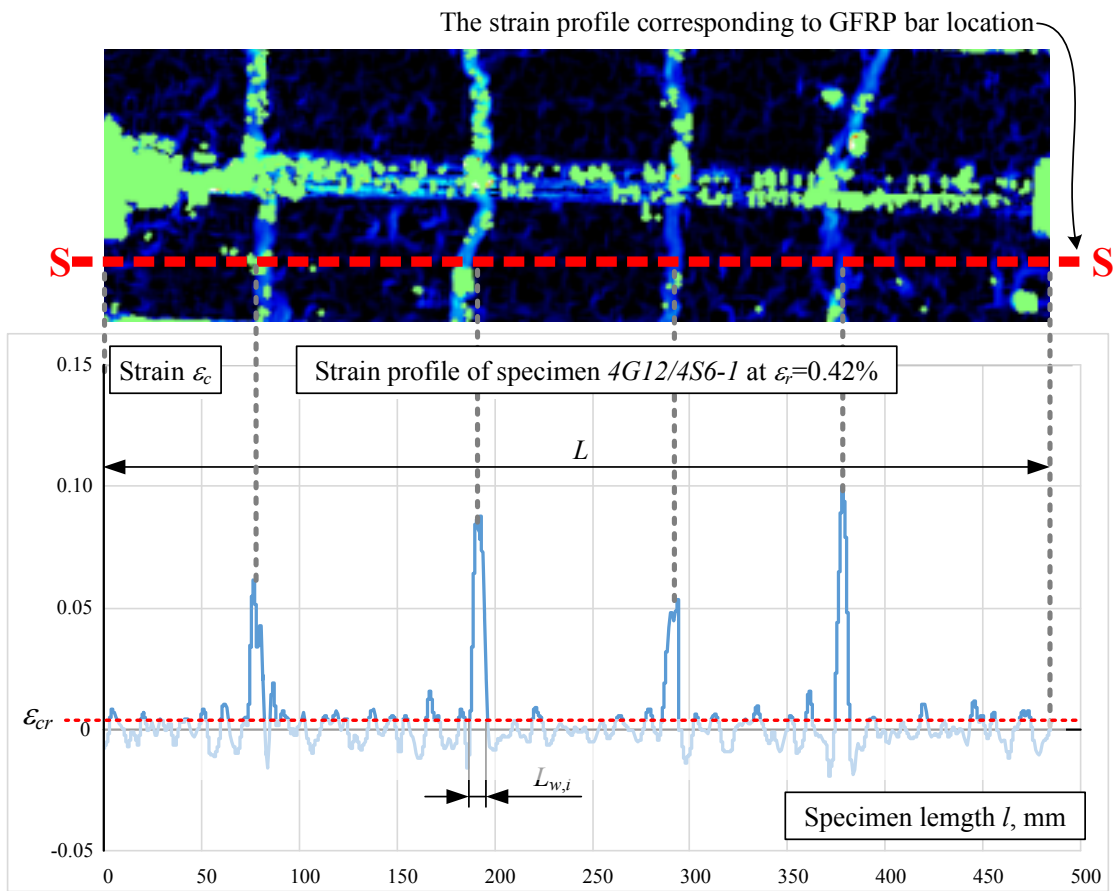 The strain profile corresponding to GFRP bar location
S S
0.15
Strain εc
Strain profile of specimen 4G12/4S6-1 at εr=0.42%
L
0.10
0.05
εcr
0
Lw,i
Specimen lemgth l, mm
-0.05
0 50 100 150 200 250 300 350 400 450 500